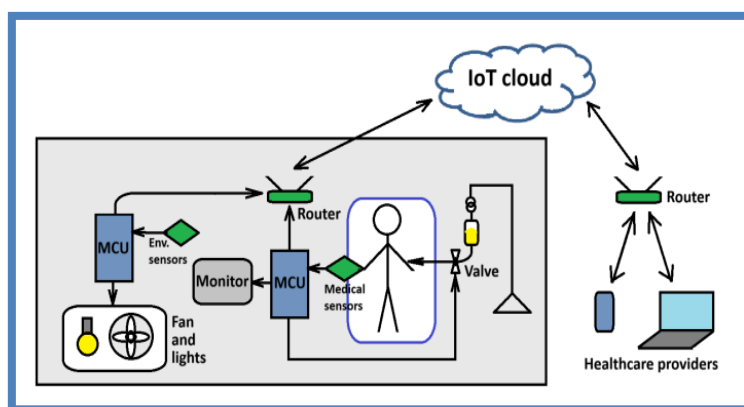 IoT cloud
Router
Router
MCU
Env.
sensors
Monitor
MCU
Medical
sensors
Valve
Fan
and
lights
Healthcare providers